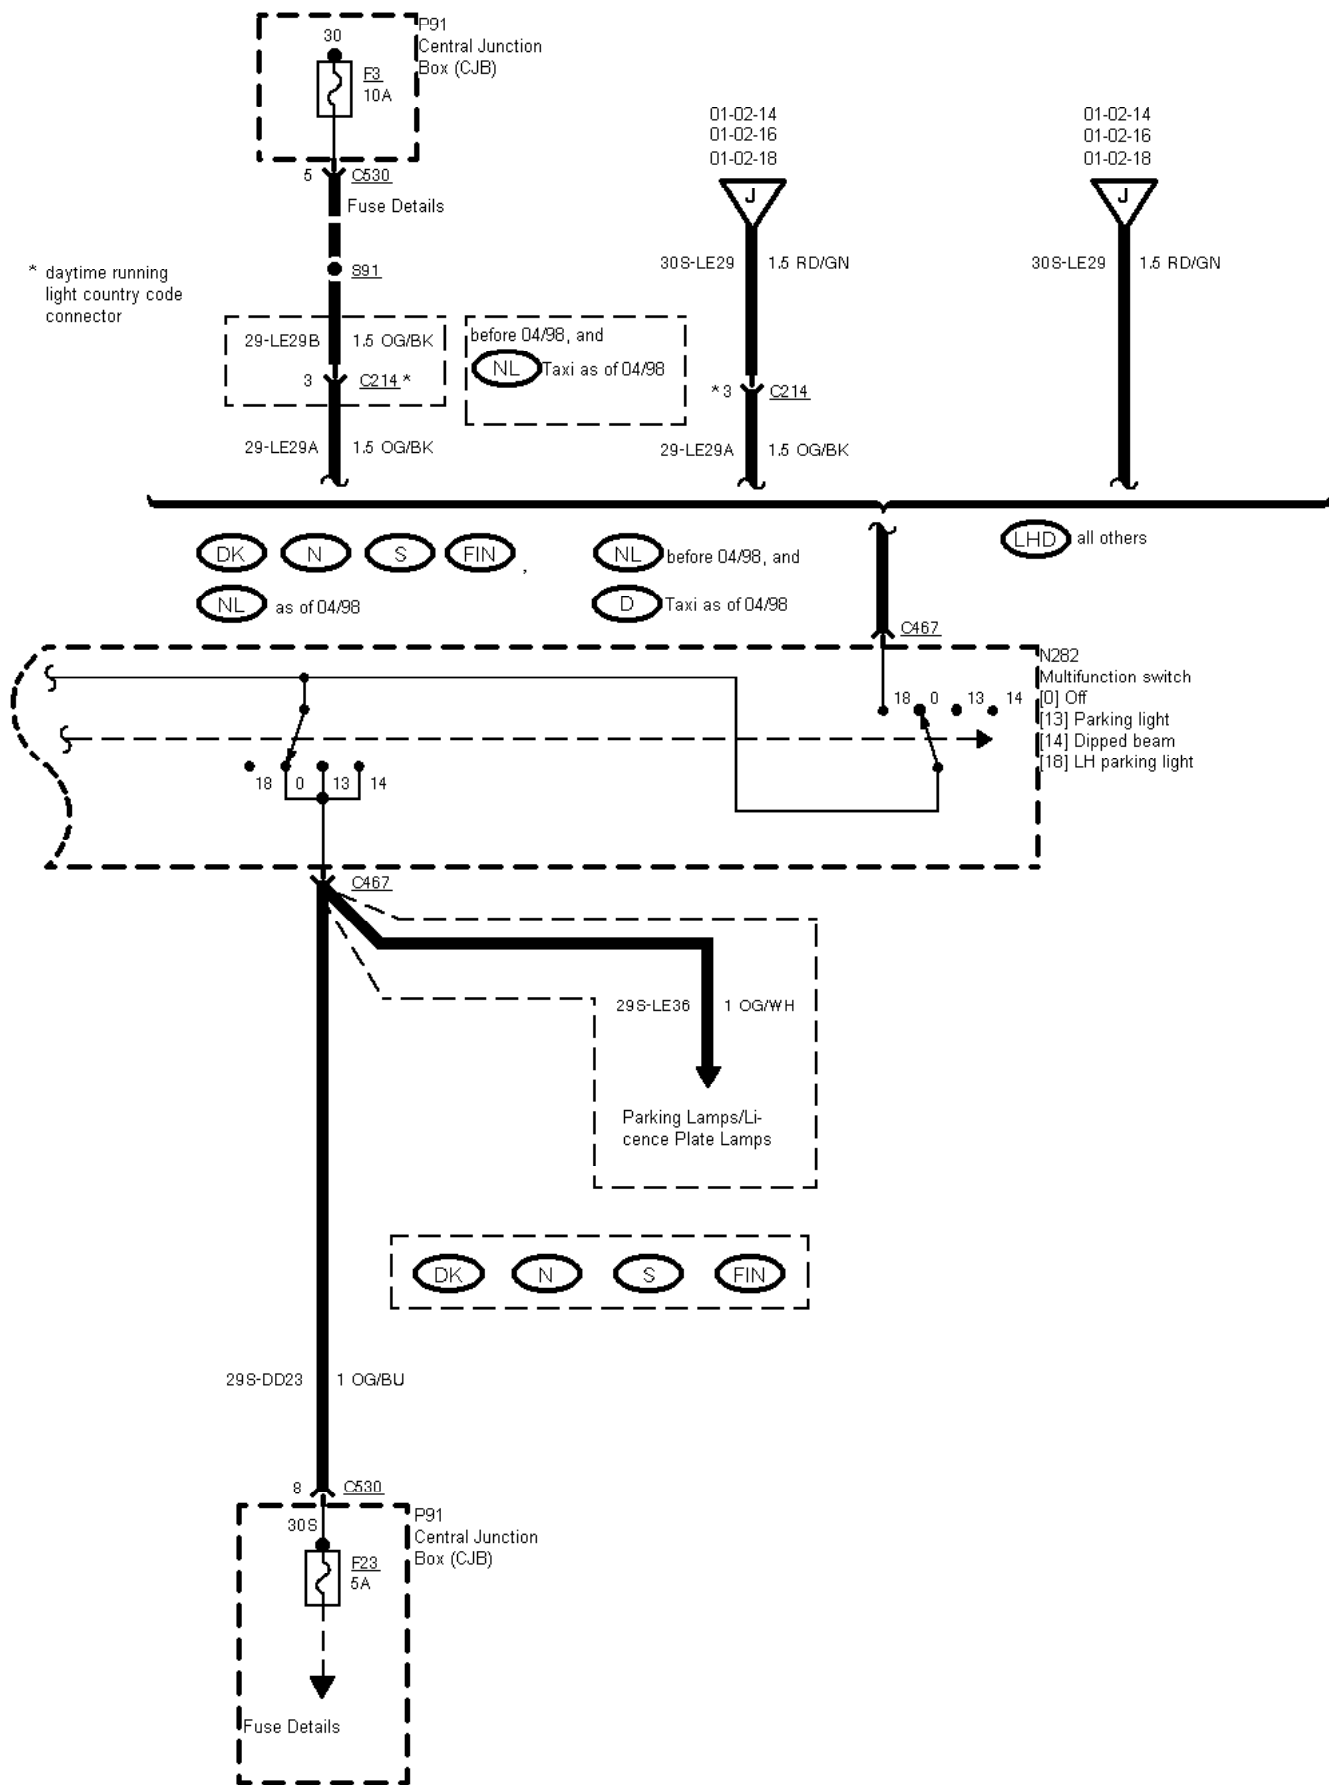 P91
Central Junction
Box (CJB)
30
F3
10A
5 C530
Fuse Details
S91
* daytime running
light country code
connector
29-LE29B 1.5 OG/BK
3 C214 *
29-LE29A 1.5 OG/BK
before 04/98, and
NL Taxi as of 04/98
01-02-14
01-02-16
01-02-18
J
30S-LE29 1.5 RD/GN
* 3 C214
29-LE29A 1.5 OG/BK
01-02-14
01-02-16
01-02-18
J
30S-LE29 1.5 RD/GN
DK N S FIN ,
NL as of 04/98
NL before 04/98, and
D Taxi as of 04/98
LHD all others
C467
N282
Multifunction switch
[0] Off
[13] Parking light
[14] Dipped beam
[18] LH parking light
18 0 13 14
18 0 13 14
C467
29S-LE36 1 OG/WH
Parking Lamps/Li-
cence Plate Lamps
DK N S FIN
29S-DD23 1 OG/BU
8 C530
P91
Central Junction
Box (CJB)
30S
F23
5A
Fuse Details